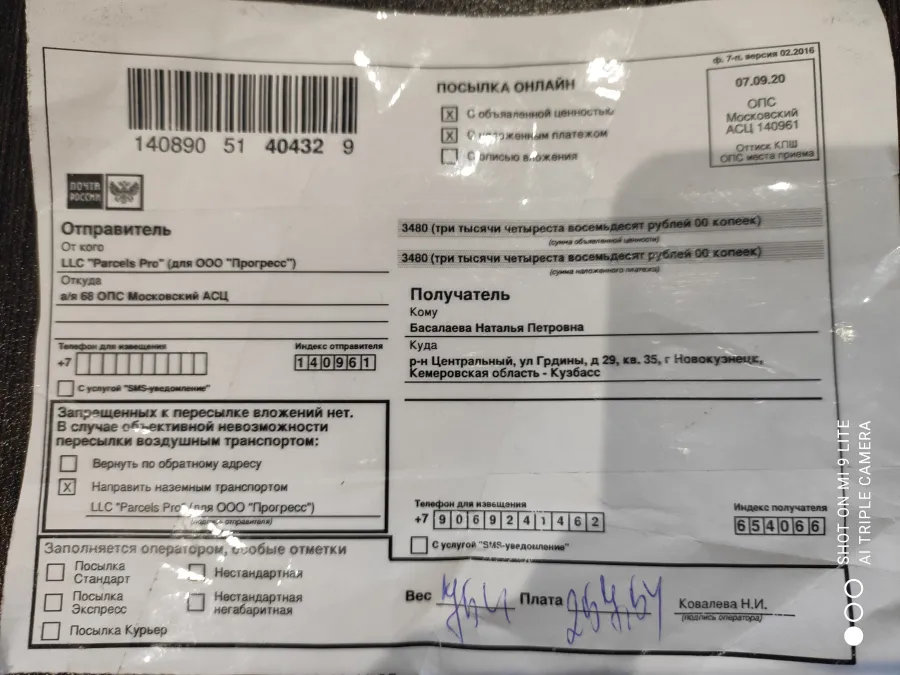 ф. 7-п. версия 02.2016
140890 51 40432 9
ПОСЫЛКА ОНЛАЙН
X С объявленной ценностью
X С наложенным платежом
С описью вложения
07.09.20
ОПС
Московский
АСЦ 140961
Оттиск КПШ
ОПС места приема
ПОЧТА
РОССИИ
Отправитель
От кого
LLC "Parcels Pro" (для ООО "Прогресс")
Откуда
а/я 68 ОПС Московский АСЦ
Телефон для извещения
+7
Индекс отправителя
140961
С услугой "SMS-уведомление"
3480 (три тысячи четыреста восемьдесят рублей 00 копеек)
(сумма объявленной ценности)
3480 (три тысячи четыреста восемьдесят рублей 00 копеек)
(сумма наложенного платежа)
Получатель
Кому
Басалаева Наталья Петровна
Куда
р-н Центральный, ул Грдины, д 29, кв. 35, г Новокузнецк,
Кемеровская область - Кузбасс
Запрещенных к пересылке вложений нет.
В случае объективной невозможности
пересылки воздушным транспортом:
Вернуть по обратному адресу
X Направить наземным транспортом
LLC "Parcels Pro" (для ООО "Прогресс")
(подпись отправителя)
Телефон для извещения
+7 9069241462
Индекс получателя
654066
С услугой "SMS-уведомление"
Заполняется оператором, особые отметки
Посылка
Стандарт
Нестандартная
Посылка
Экспресс
Нестандартная
негабаритная
Посылка Курьер
Вес
Плата
Ковалева Н.И.
(подпись оператора)
SHOT ON MI 9 LITE
AI TRIPLE CAMERA